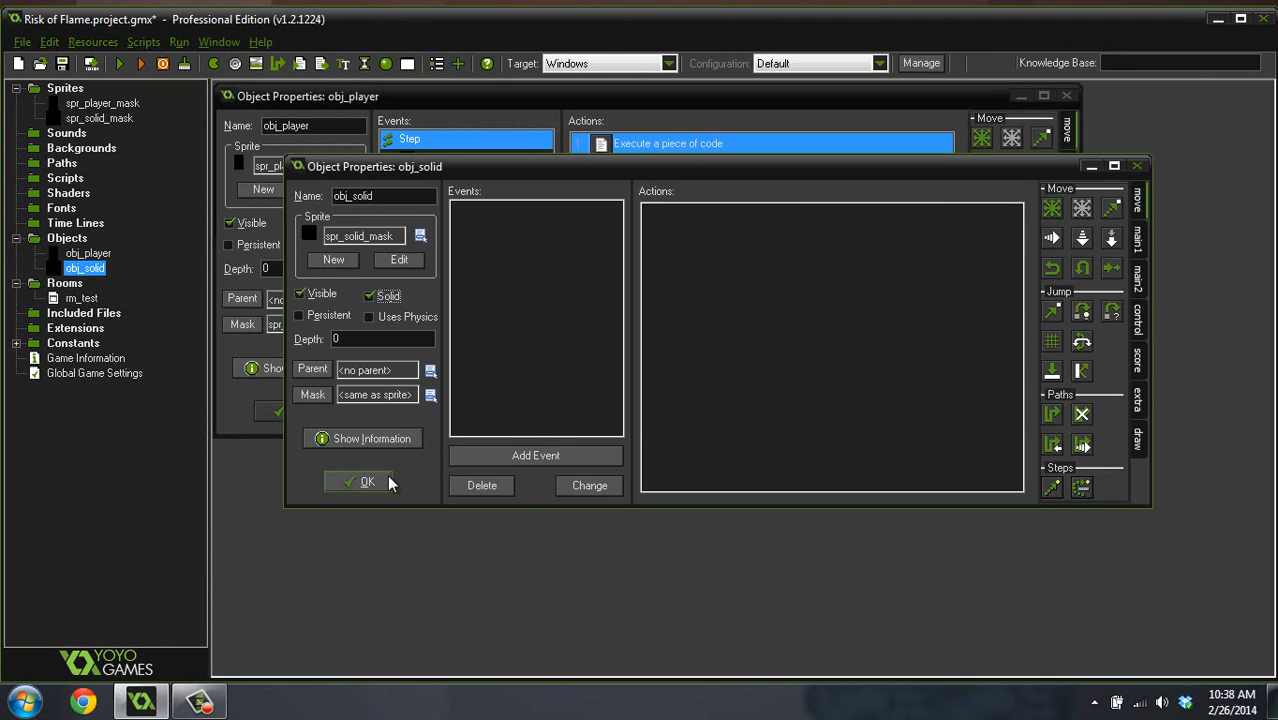 Risk of Flame.project.gmx* - Professional Edition (v1.2.1224)
File Edit Resources Scripts Run Window Help
Target: Windows Configuration: Default Manage Knowledge Base:
Sprites
spr_player_mask
spr_solid_mask
Sounds
Backgrounds
Paths
Scripts
Shaders
Fonts
Time Lines
Objects
obj_player
obj_solid
Rooms
rm_test
Included Files
Extensions
Constants
Game Information
Global Game Settings
YOYO
GAMES
Object Properties: obj_player
Name: obj_player
Events:
Actions:
Move
move
Sprite
spr_pl
New
Step
Execute a piece of code
Visible
Persistent
Depth: 0
Parent <no
Mask spr_
Sho
Object Properties: obj_solid
Name: obj_solid
Events:
Actions:
Sprite
spr_solid_mask
New Edit
Visible Solid
Persistent Uses Physics
Depth: 0
Parent <no parent>
Mask <same as sprite>
Show Information
OK
Add Event
Delete Change
Move
Jump
Paths
Steps
move
main1
main2
control
score
extra
draw
10:38 AM
2/26/2014